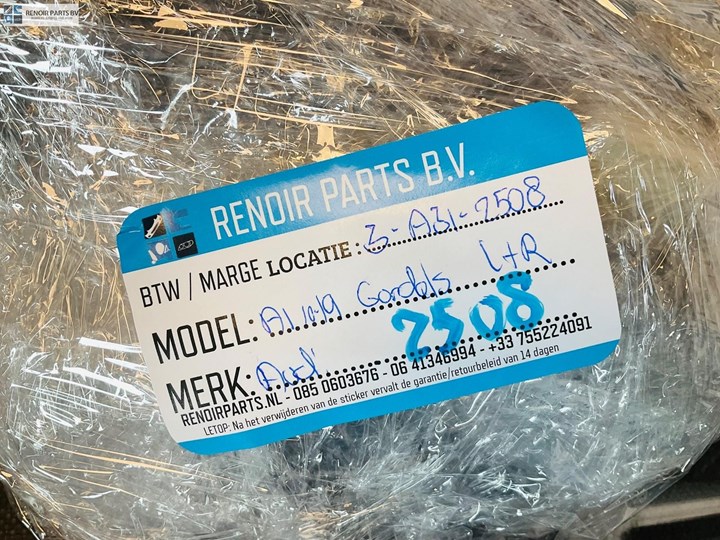 RENOIR PARTS BV
RENOIR PARTS B.V.
BTW / MARGE LOCATIE: 3-A31-2508
MODEL: A1 Gordels L+R
2508
MERK: Audi
RENOIRPARTS.NL - 085 0603676 - 06 41346994 - +33 755224091
LETOP: Na het verwijderen van de sticker vervalt de garantie/retourbeleid van 14 dagen